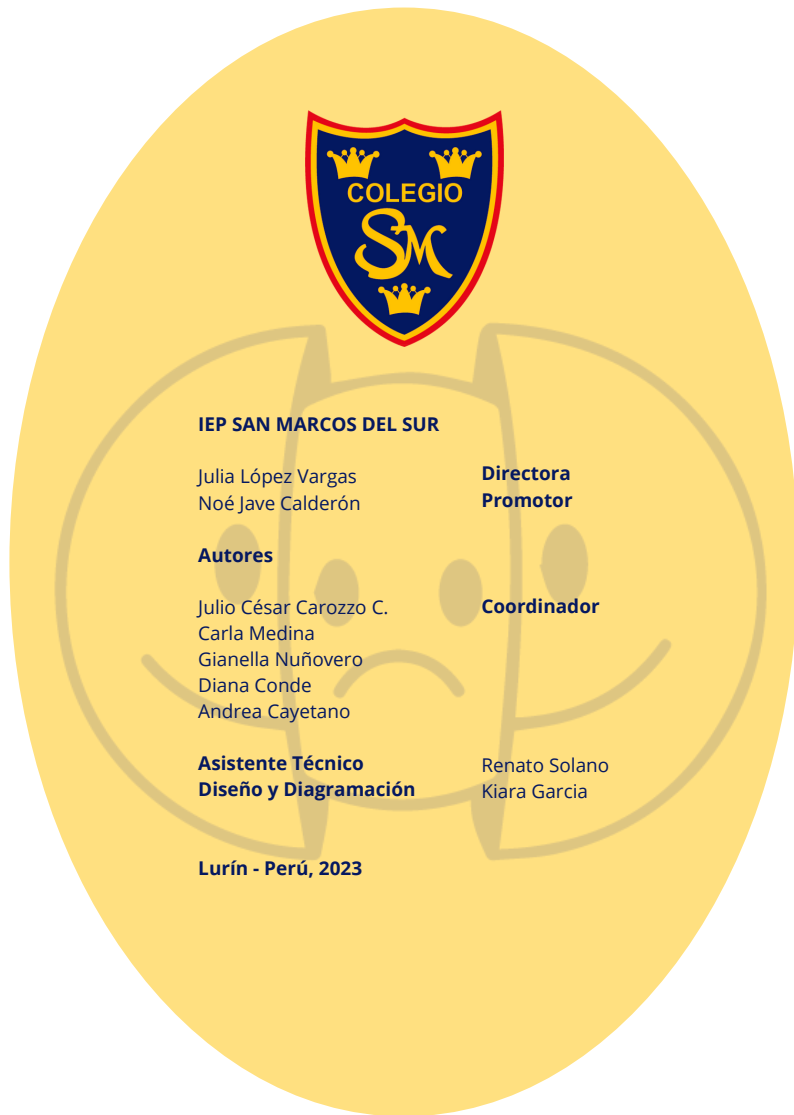 COLEGIO
SM
IEP SAN MARCOS DEL SUR
Julia López Vargas Directora
Noé Jave Calderón Promotor
Autores
Julio César Carozzo C. Coordinador
Carla Medina
Gianella Nuñovero
Diana Conde
Andrea Cayetano
Asistente Técnico Renato Solano
Diseño y Diagramación Kiara Garcia
Lurín - Perú, 2023